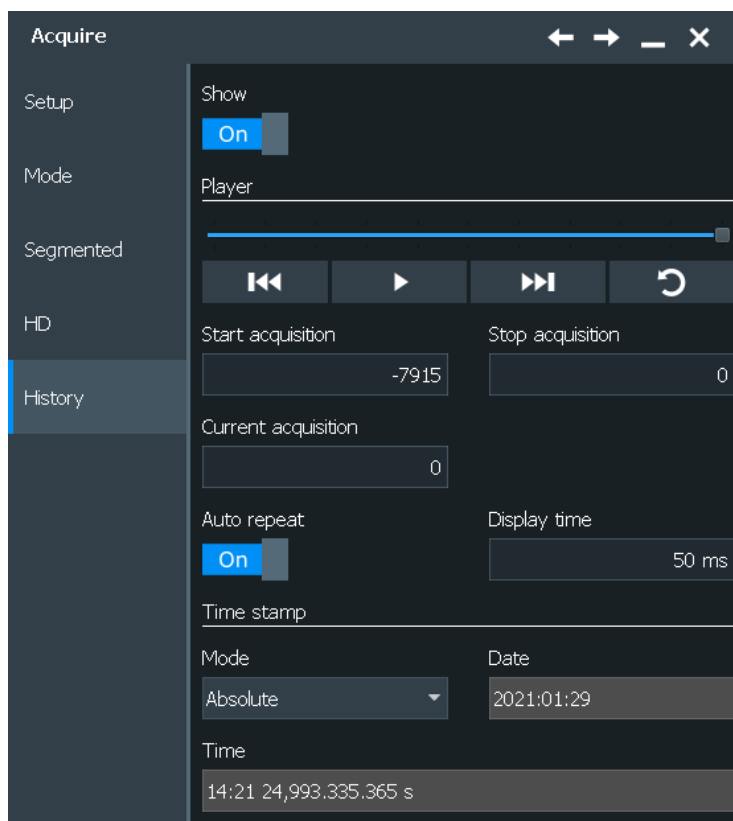 Acquire
Setup
Mode
Segmented
HD
History
Show
On
Player
Start acquisition
Stop acquisition
-7915
0
Current acquisition
0
Auto repeat
Display time
On
50 ms
Time stamp
Mode
Date
Absolute
2021:01:29
Time
14:21 24,993.335.365 s